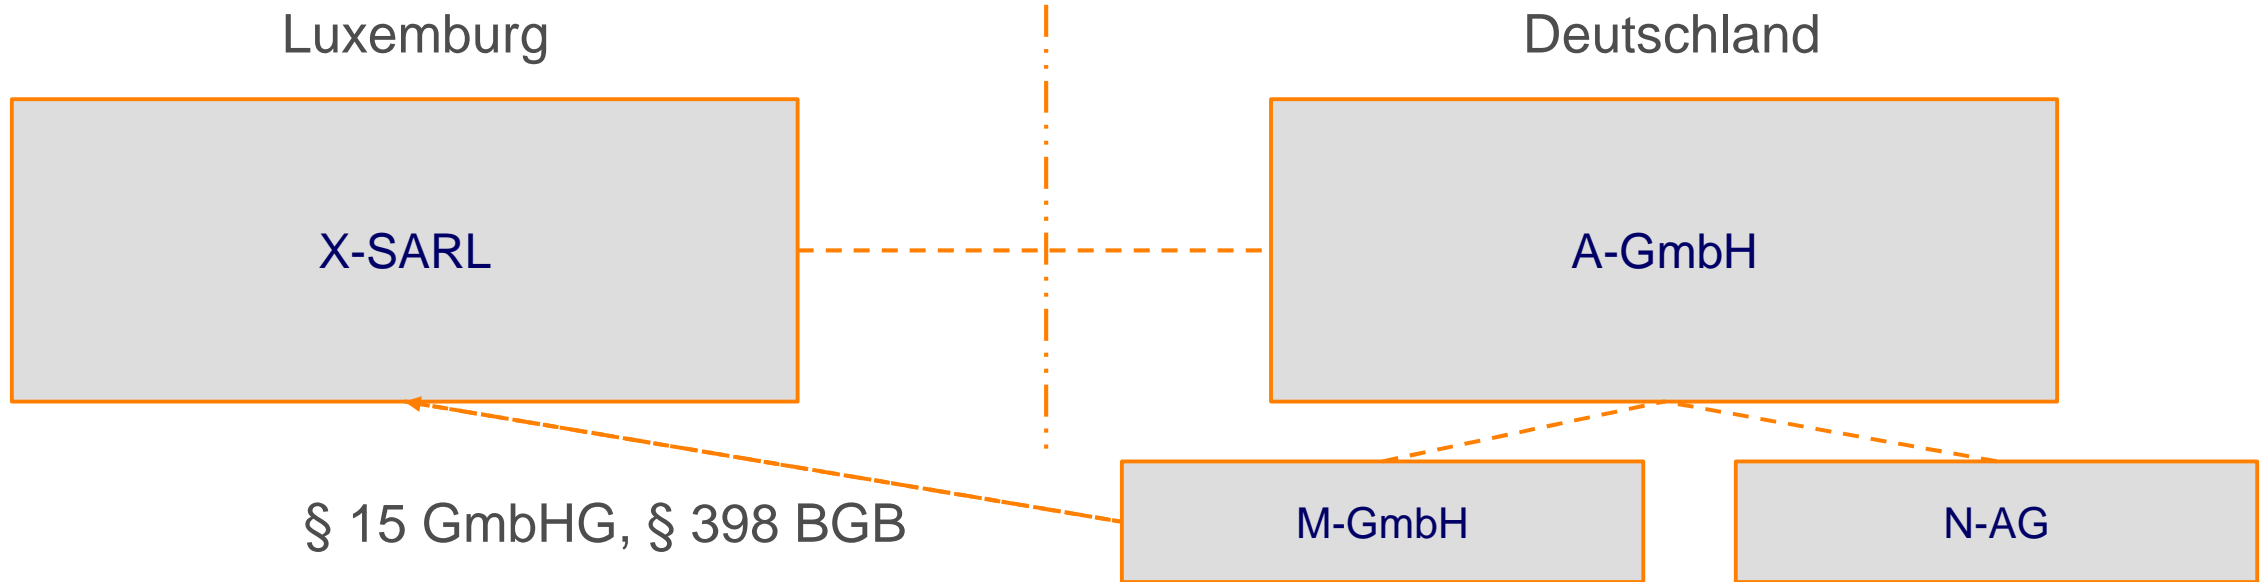 Luxemburg
Deutschland
X-SARL
A-GmbH
§ 15 GmbHG, § 398 BGB
M-GmbH
N-AG